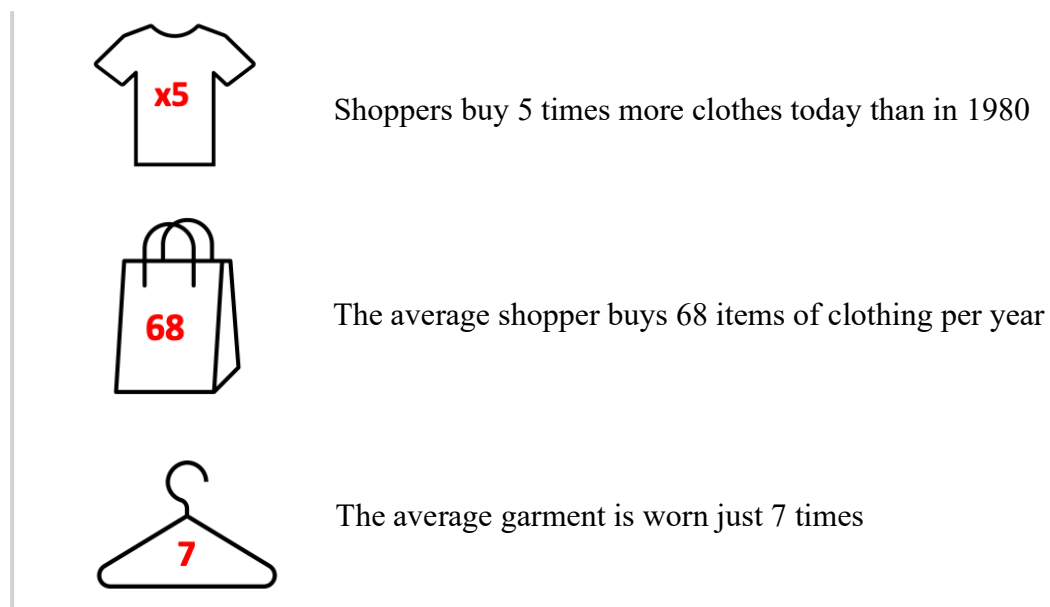 x5
Shoppers buy 5 times more clothes today than in 1980
68
The average shopper buys 68 items of clothing per year
7
The average garment is worn just 7 times